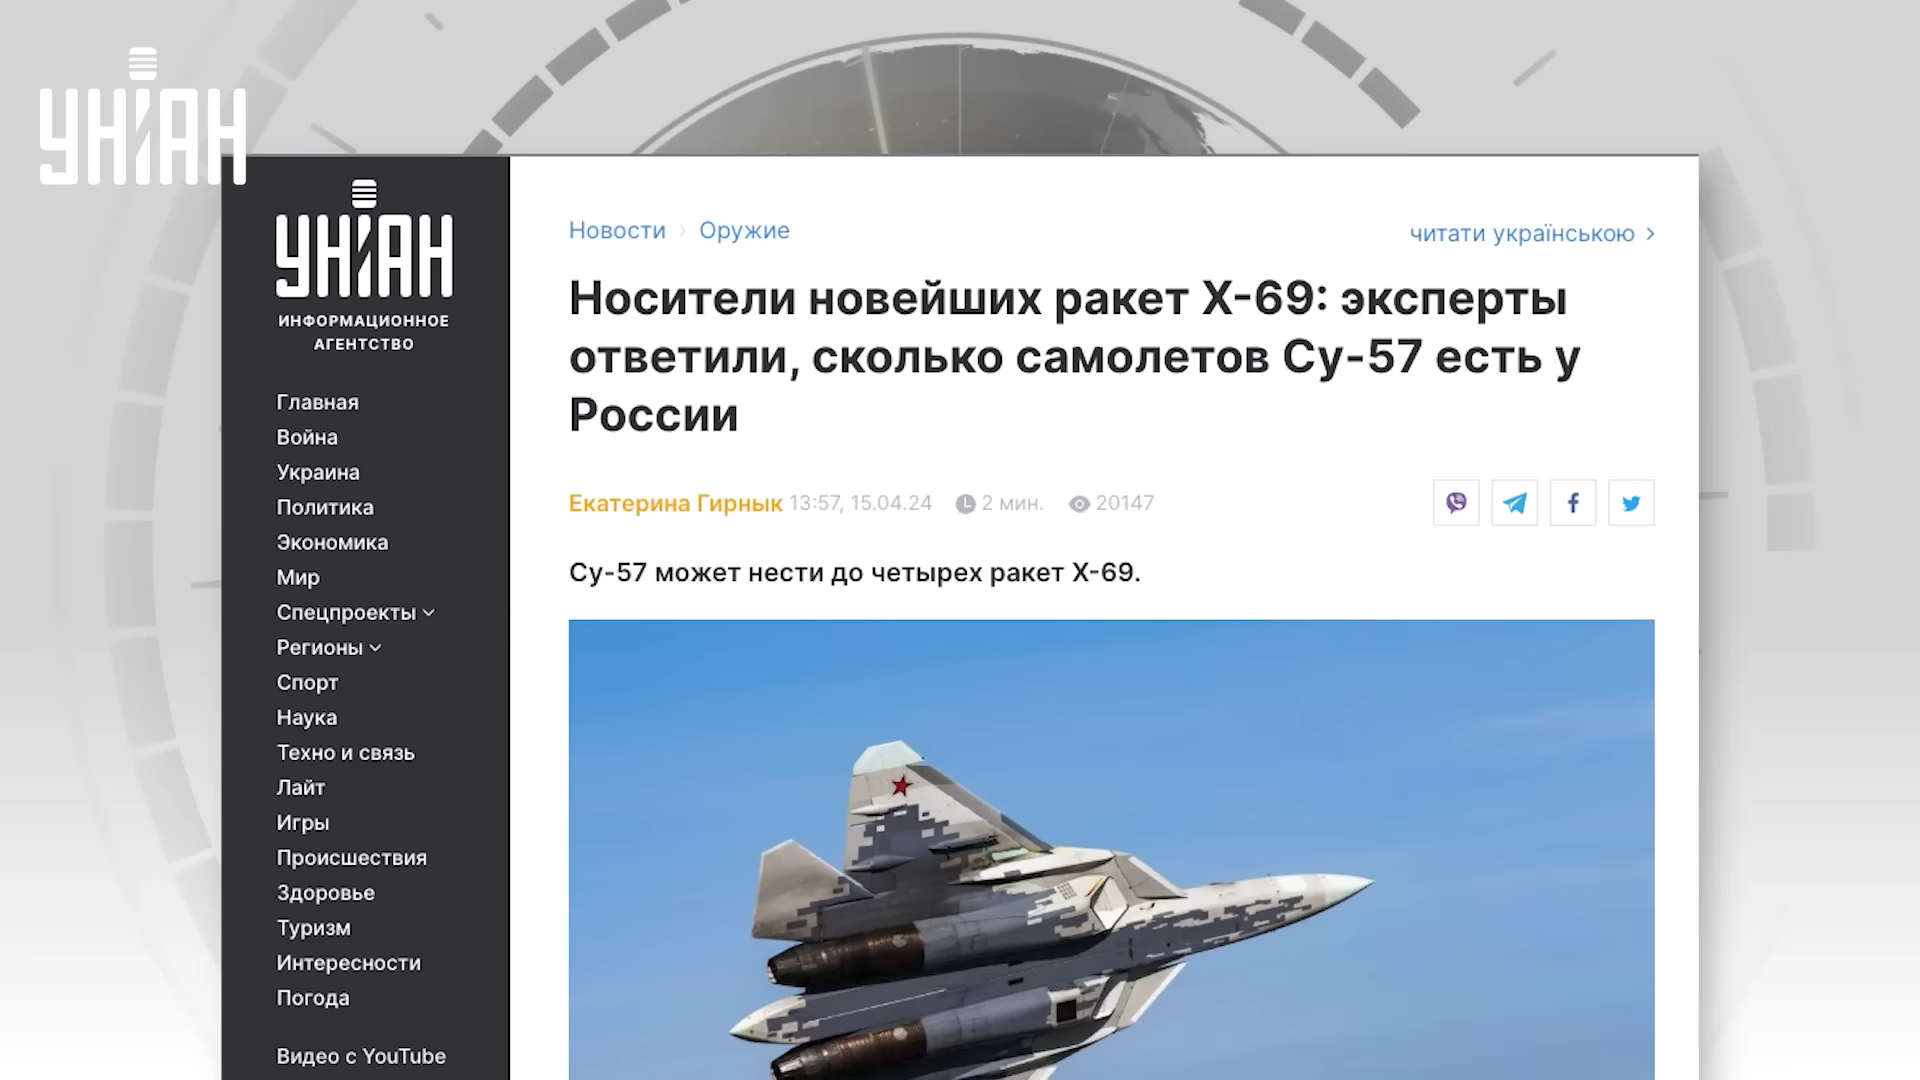 УНІАН
УНІАН
ИНФОРМАЦИОННОЕ
АГЕНТСТВО
Главная
Война
Украина
Политика
Экономика
Мир
Спецпроекты
Регионы
Спорт
Наука
Техно и связь
Лайт
Игры
Происшествия
Здоровье
Туризм
Интересности
Погода
Видео с YouTube
Новости › Оружие
читати українською ›
Носители новейших ракет Х-69: эксперты
ответили, сколько самолетов Су-57 есть у
России
Екатерина Гирнык 13:57, 15.04.24 2 мин. 20147
Су-57 может нести до четырех ракет Х-69.